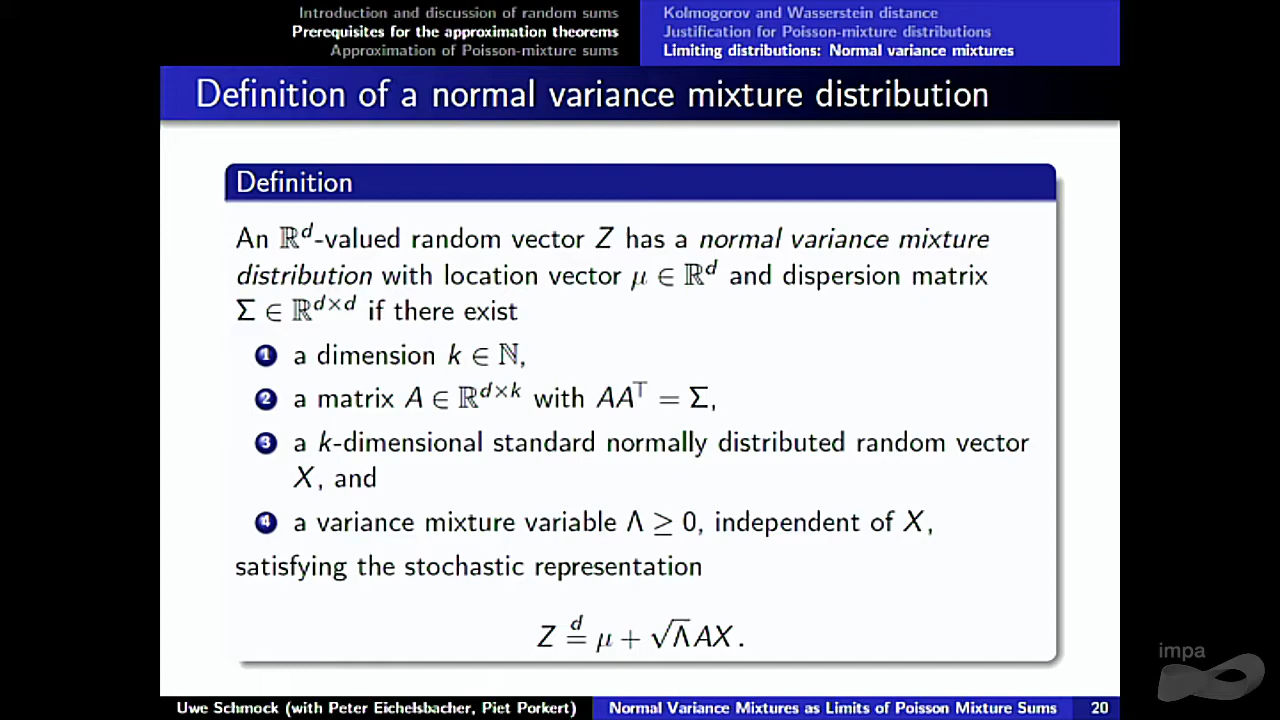 Introduction and discussion of random sums
Prerequisites for the approximation theorems
Approximation of Poisson-mixture sums
Kolmogorov and Wasserstein distance
Justification for Poisson-mixture distributions
Limiting distributions: Normal variance mixtures
Definition of a normal variance mixture distribution
Definition
An ℝᵈ-valued random vector Z has a normal variance mixture
distribution with location vector μ ∈ ℝᵈ and dispersion matrix
Σ ∈ ℝᵈˣᵈ if there exist
1 a dimension k ∈ ℕ,
2 a matrix A ∈ ℝᵈˣᵏ with AAᵀ = Σ,
3 a k-dimensional standard normally distributed random vector
X, and
4 a variance mixture variable Λ ≥ 0, independent of X,
satisfying the stochastic representation
Z d= μ + √Λ AX.
impa
Uwe Schmock (with Peter Eichelsbacher, Piet Porkert)
Normal Variance Mixtures as Limits of Poisson Mixture Sums
20